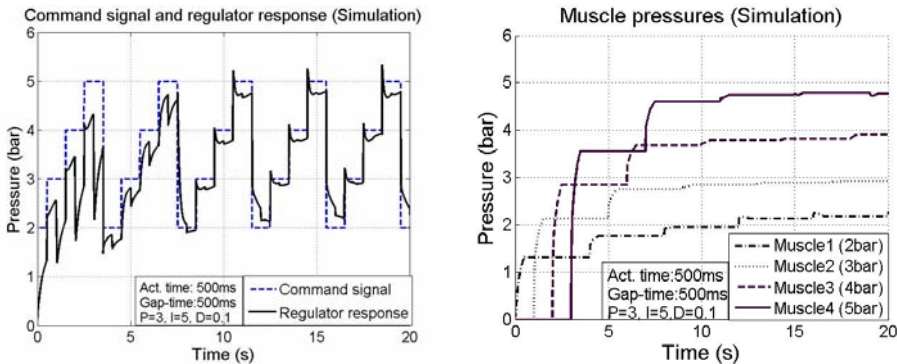 Command signal and regulator response (Simulation)
Pressure (bar)
6
5
4
3
2
1
0
Act. time: 500ms
Gap-time:500ms
P=3, I=5, D=0,1
Command signal
Regulator response
0
5
10
15
20
Time (s)
Muscle pressures (Simulation)
Pressure (bar)
6
5
4
3
2
1
0
Act. time:500ms
Gap-time:500ms
P=3, I=5,D=0,1
Muscle1 (2bar)
Muscle2 (3bar)
Muscle3 (4bar)
Muscle4 (5bar)
0
5
10
15
20
Time (s)